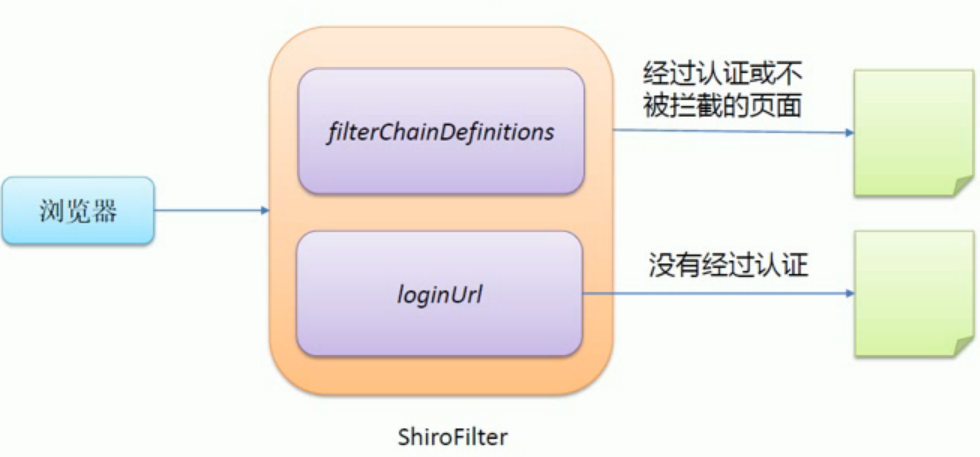 经过认证或不
被拦截的页面
filterChainDefinitions
浏览器
没有经过认证
loginUrl
ShiroFilter